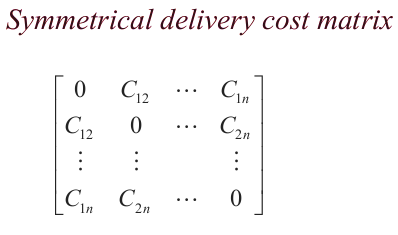 Symmetrical delivery cost matrix
0 C₁₂ ⋯ C₁ₙ
C₁₂ 0 ⋯ C₂ₙ
⋮ ⋮ ⋮
C₁ₙ C₂ₙ ⋯ 0